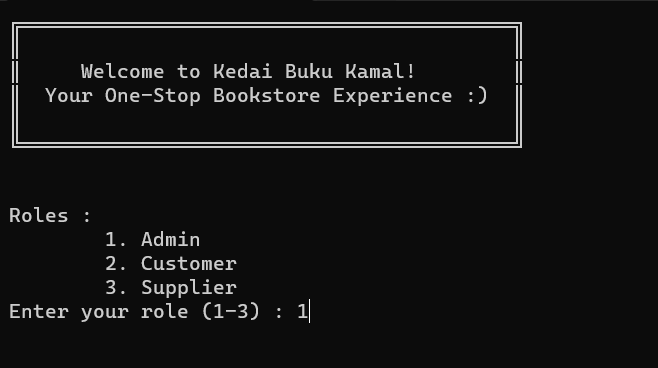 Welcome to Kedai Buku Kamal!
Your One-Stop Bookstore Experience :)
Roles :
1. Admin
2. Customer
3. Supplier
Enter your role (1-3) : 1